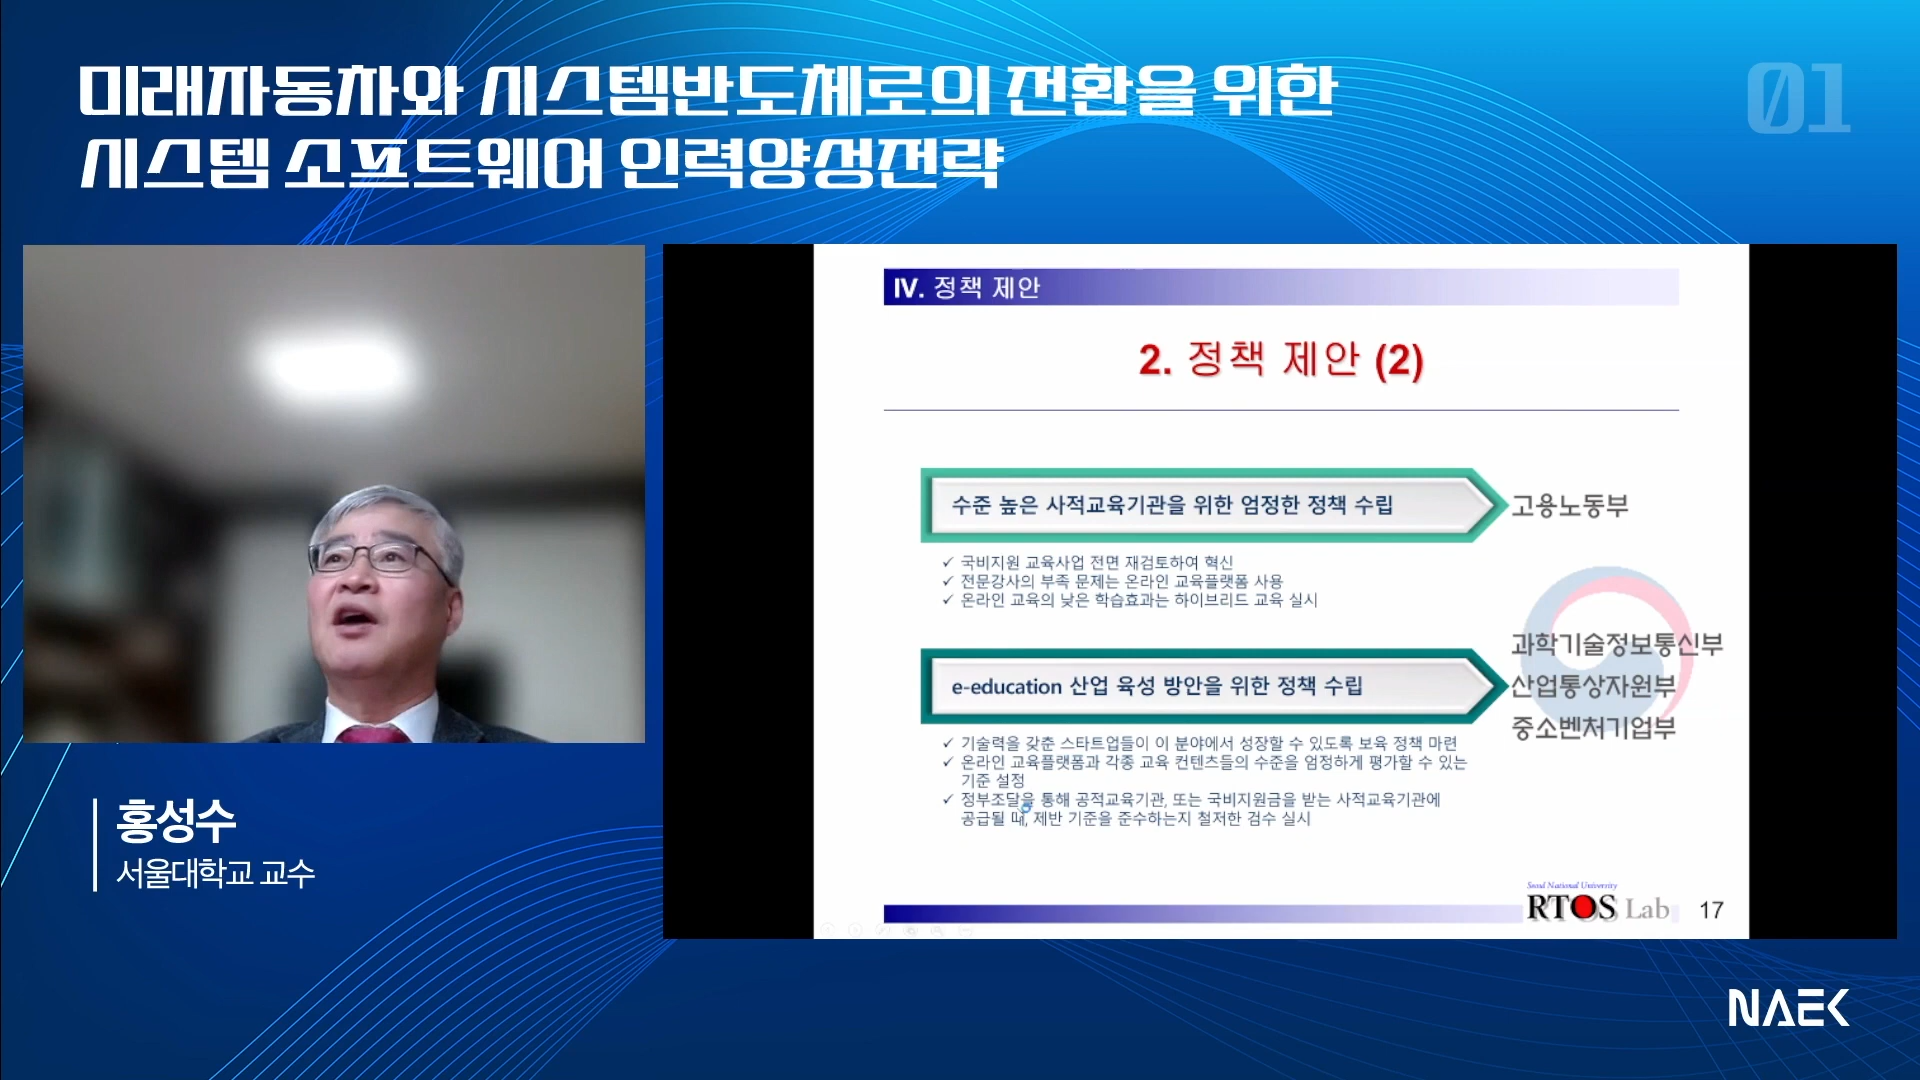 미래자동차와 시스템반도체로의 전환을 위한
시스템 소프트웨어 인력양성전략
01
IV. 정책 제안
2. 정책 제안 (2)
수준 높은 사적교육기관을 위한 엄정한 정책 수립
고용노동부
✓ 국비지원 교육사업 전면 재검토하여 혁신
✓ 전문강사의 부족 문제는 온라인 교육플랫폼 사용
✓ 온라인 교육의 낮은 학습효과는 하이브리드 교육 실시
e-education 산업 육성 방안을 위한 정책 수립
과학기술정보통신부
산업통상자원부
중소벤처기업부
✓ 기술력을 갖춘 스타트업들이 이 분야에서 성장할 수 있도록 보육 정책 마련
✓ 온라인 교육플랫폼과 각종 교육 컨텐츠들의 수준을 엄정하게 평가할 수 있는
기준 설정
✓ 정부조달을 통해 공적교육기관, 또는 국비지원금을 받는 사적교육기관에
공급될 때, 제반 기준을 준수하는지 철저한 검수 실시
Seoul National University
RTOS Lab
17
홍성수
서울대학교 교수
NAEK